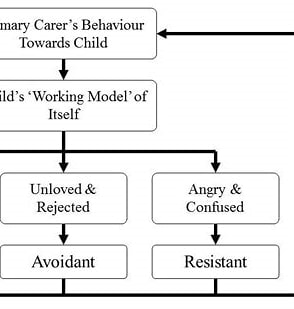 mary Carer's Behaviour
Towards Child
ild's 'Working Model' of
Itself
Unloved &
Rejected
Angry &
Confused
Avoidant
Resistant